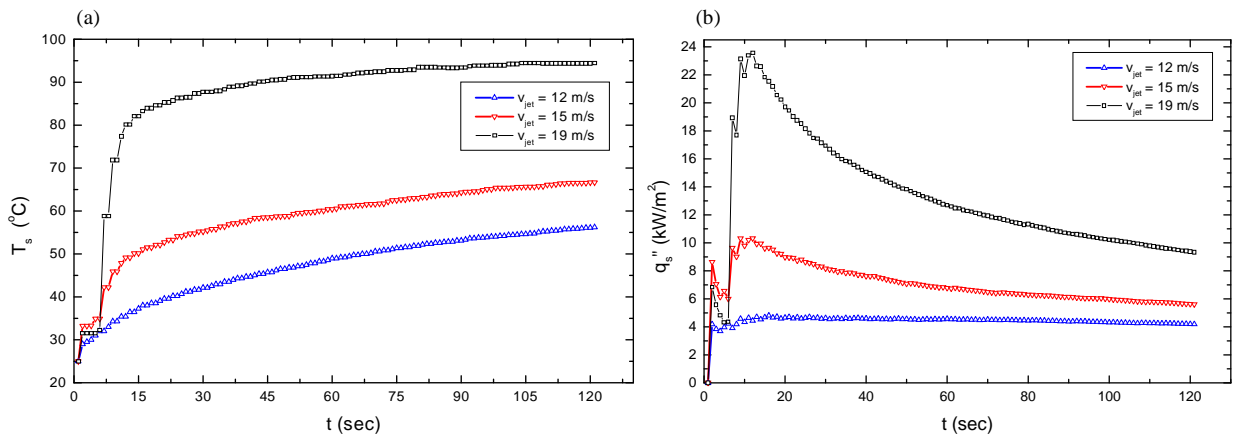 (a)
T_s (°C)
100
90
80
70
60
50
40
30
20
0 15 30 45 60 75 90 105 120
t (sec)
v_jet = 12 m/s
v_jet = 15 m/s
v_jet = 19 m/s
(b)
q_s'' (kW/m²)
24
22
20
18
16
14
12
10
8
6
4
2
0
0 20 40 60 80 100 120
t (sec)
v_jet = 12 m/s
v_jet = 15 m/s
v_jet = 19 m/s